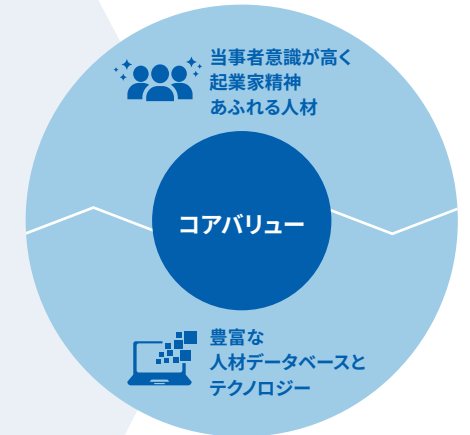 当事者意識が高く
起業家精神
あふれる人材
コアバリュー
豊富な
人材データベースと
テクノロジー